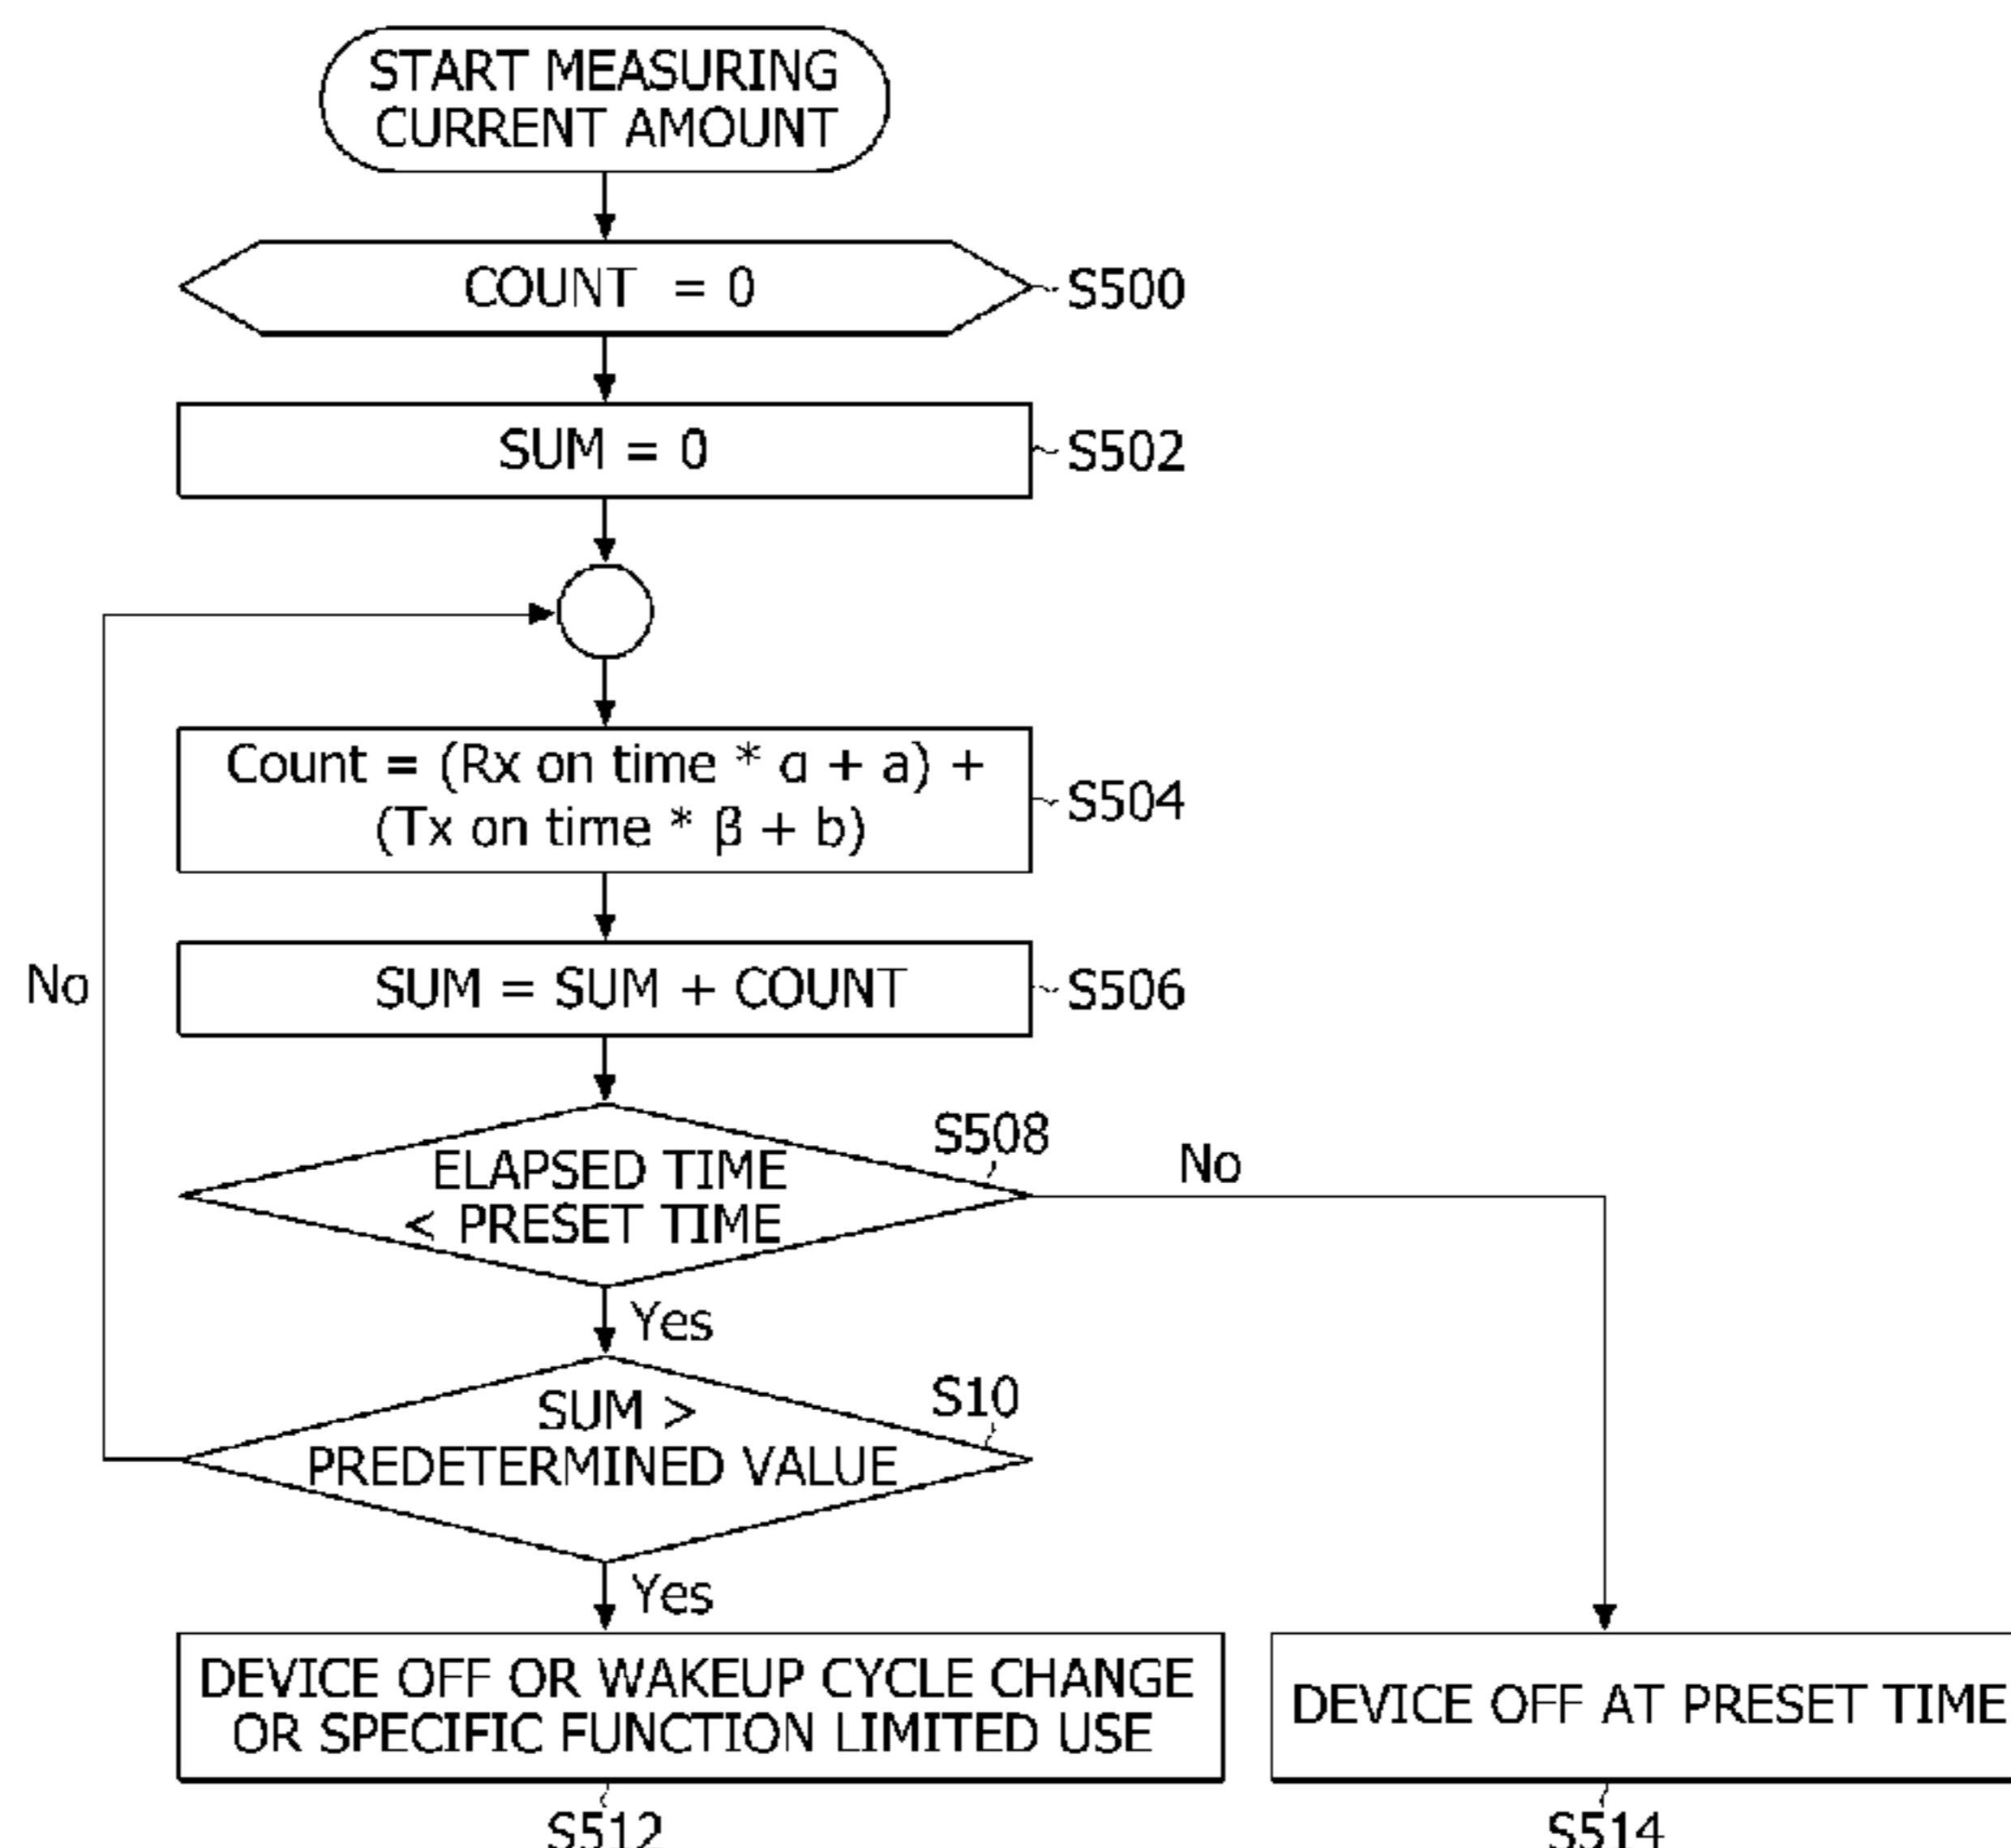 START MEASURING
CURRENT AMOUNT
COUNT = 0
S500
SUM = 0
S502
Count = (Rx on time * α + a) +
(Tx on time * β + b)
S504
No
SUM = SUM + COUNT
S506
S508
ELAPSED TIME
< PRESET TIME
No
Yes
S10
SUM >
PREDETERMINED VALUE
Yes
DEVICE OFF OR WAKEUP CYCLE CHANGE
OR SPECIFIC FUNCTION LIMITED USE
DEVICE OFF AT PRESET TIME
S512
S514